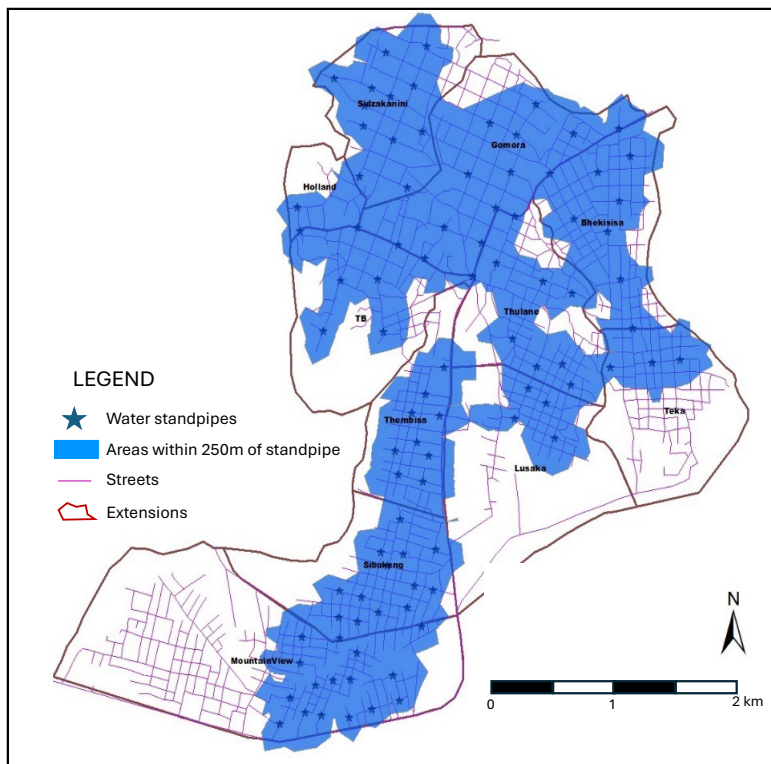 Sidzakanini
Gomora
Holland
Bhekisisa
TB
Thulane
LEGEND
Water standpipes
Areas within 250m of standpipe
Streets
Extensions
Thembisa
Teka
Lusaka
Sibukeng
MountainView
N
0
1
2 km